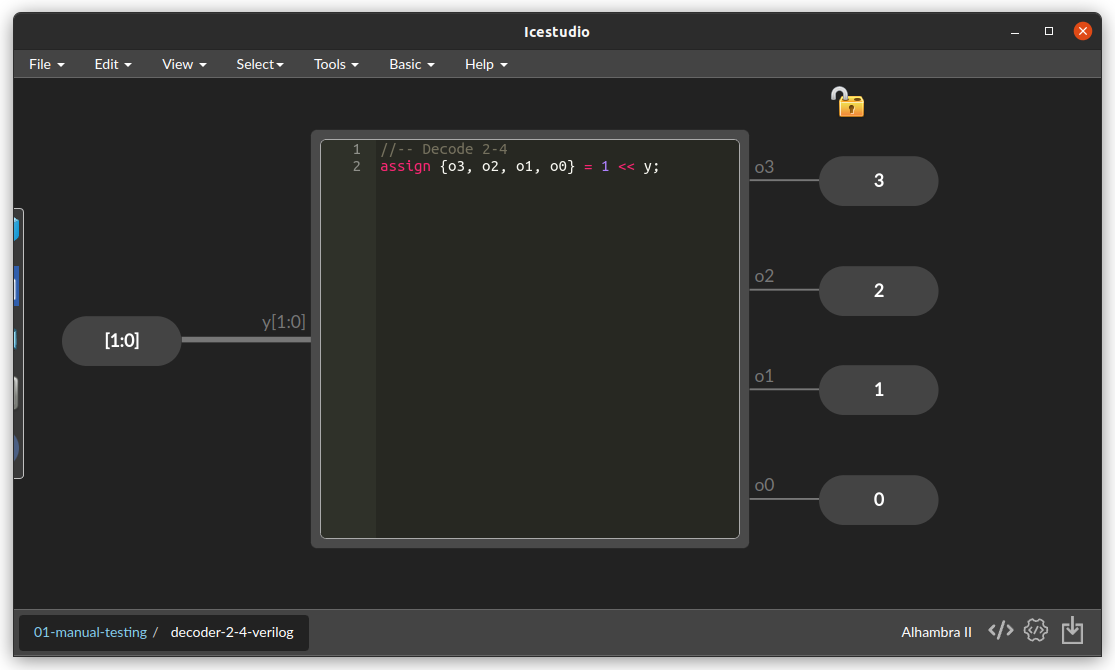 Icestudio
File Edit View Select Tools Basic Help
1 //-- Decode 2-4
2 assign {o3, o2, o1, o0} = 1 << y;
o3
3
o2
2
y[1:0]
[1:0]
o1
1
o0
0
01-manual-testing / decoder-2-4-verilog
Alhambra II </>